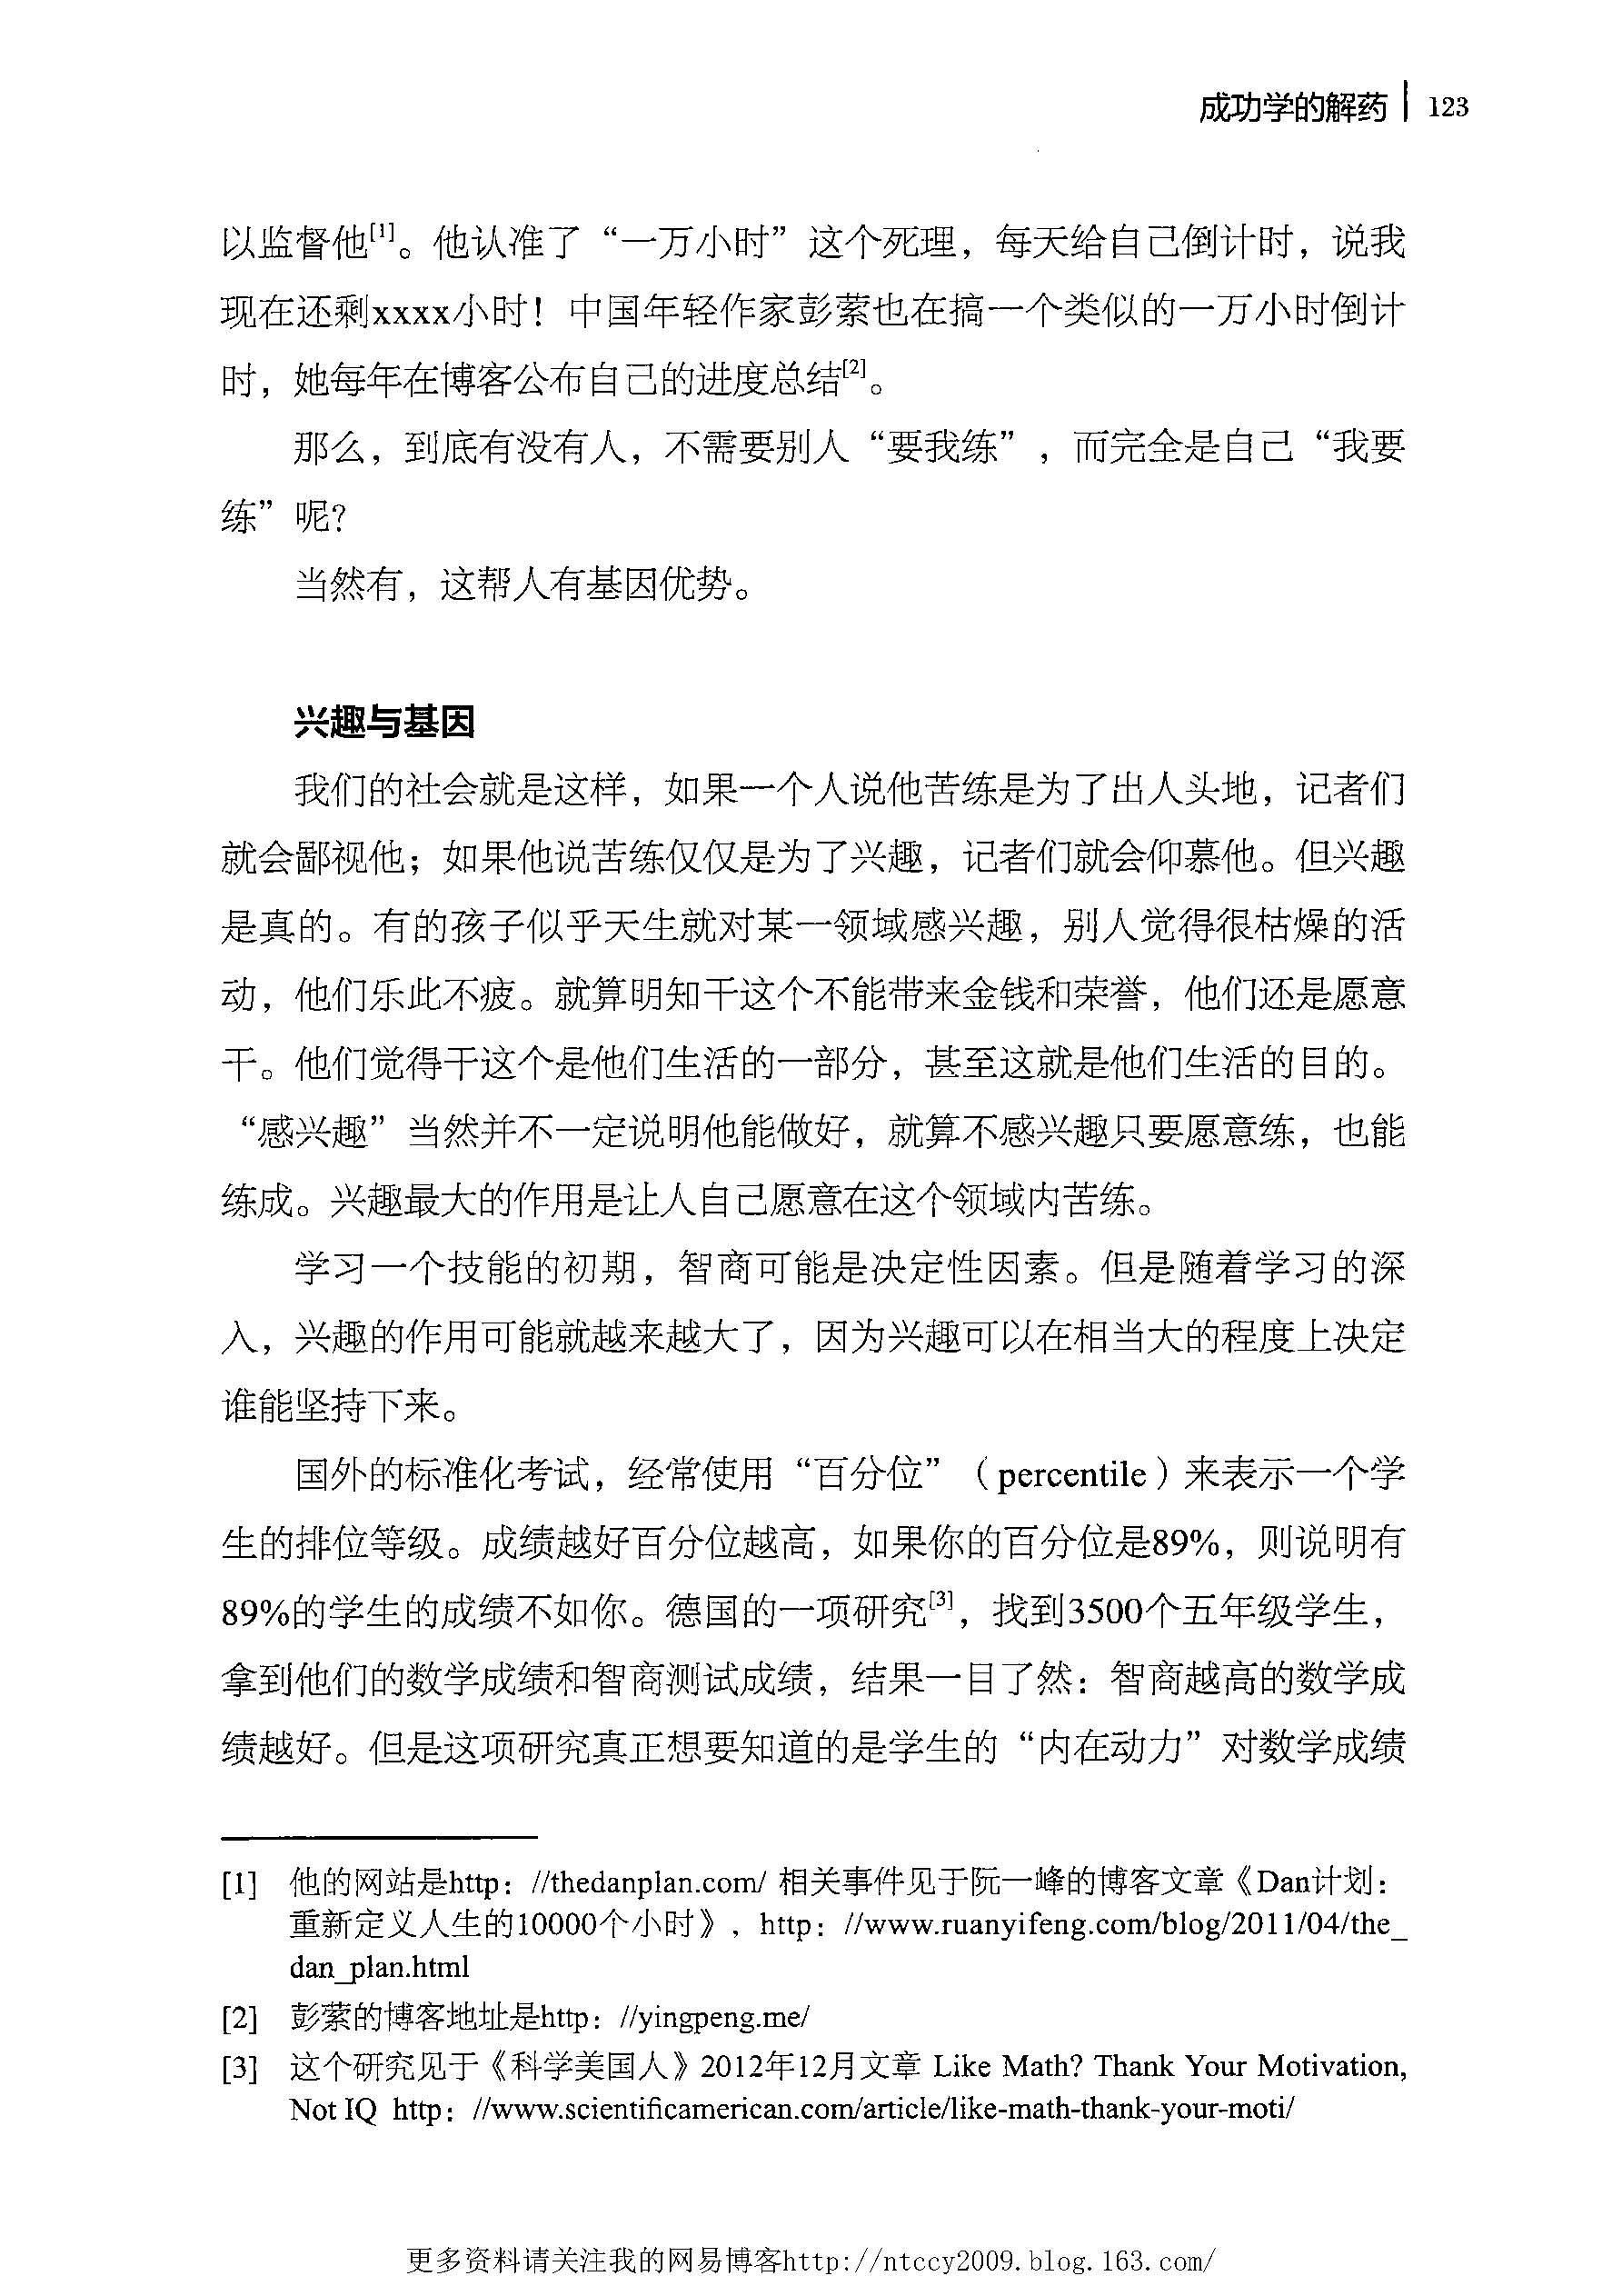 成功学的解药 123
以监督他[1]。他认准了“一万小时”这个死理，每天给自己倒计时，说我
现在还剩xxxx小时！中国年轻作家彭萦也在搞一个类似的一万小时倒计
时，她每年在博客公布自己的进度总结[2]。
那么，到底有没有人，不需要别人“要我练”，而完全是自己“我要
练”呢？
当然有，这帮人有基因优势。
兴趣与基因
我们的社会就是这样，如果一个人说他苦练是为了出人头地，记者们
就会鄙视他；如果他说苦练仅仅是为了兴趣，记者们就会仰慕他。但兴趣
是真的。有的孩子似乎天生就对某一领域感兴趣，别人觉得很枯燥的活
动，他们乐此不疲。就算明知干这个不能带来金钱和荣誉，他们还是愿意
干。他们觉得干这个是他们生活的一部分，甚至这就是他们生活的目的。
“感兴趣”当然并不一定说明他能做好，就算不感兴趣只要愿意练，也能
练成。兴趣最大的作用是让人自己愿意在这个领域内苦练。
学习一个技能的初期，智商可能是决定性因素。但是随着学习的深
入，兴趣的作用可能就越来越大了，因为兴趣可以在相当大的程度上决定
谁能坚持下来。
国外的标准化考试，经常使用“百分位”（percentile）来表示一个学
生的排位等级。成绩越好百分位越高，如果你的百分位是89%，则说明有
89%的学生的成绩不如你。德国的一项研究[3]，找到3500个五年级学生，
拿到他们的数学成绩和智商测试成绩，结果一目了然：智商越高的数学成
绩越好。但是这项研究真正想要知道的是学生的“内在动力”对数学成绩
[1] 他的网站是http：//thedanplan.com/ 相关事件见于阮一峰的博客文章《Dan计划：
重新定义人生的10000个小时》，http：//www.ruanyifeng.com/blog/2011/04/the_
dan_plan.html
[2] 彭萦的博客地址是http：//yingpeng.me/
[3] 这个研究见于《科学美国人》2012年12月文章 Like Math? Thank Your Motivation,
Not IQ http：//www.scientificamerican.com/article/like-math-thank-your-moti/
更多资料请关注我的网易博客http://ntccy2009.blog.163.com/